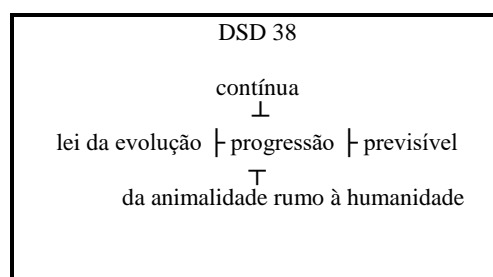 DSD 38
contínua
┴
lei da evolução ├ progressão ├ previsível
┬
da animalidade rumo à humanidade